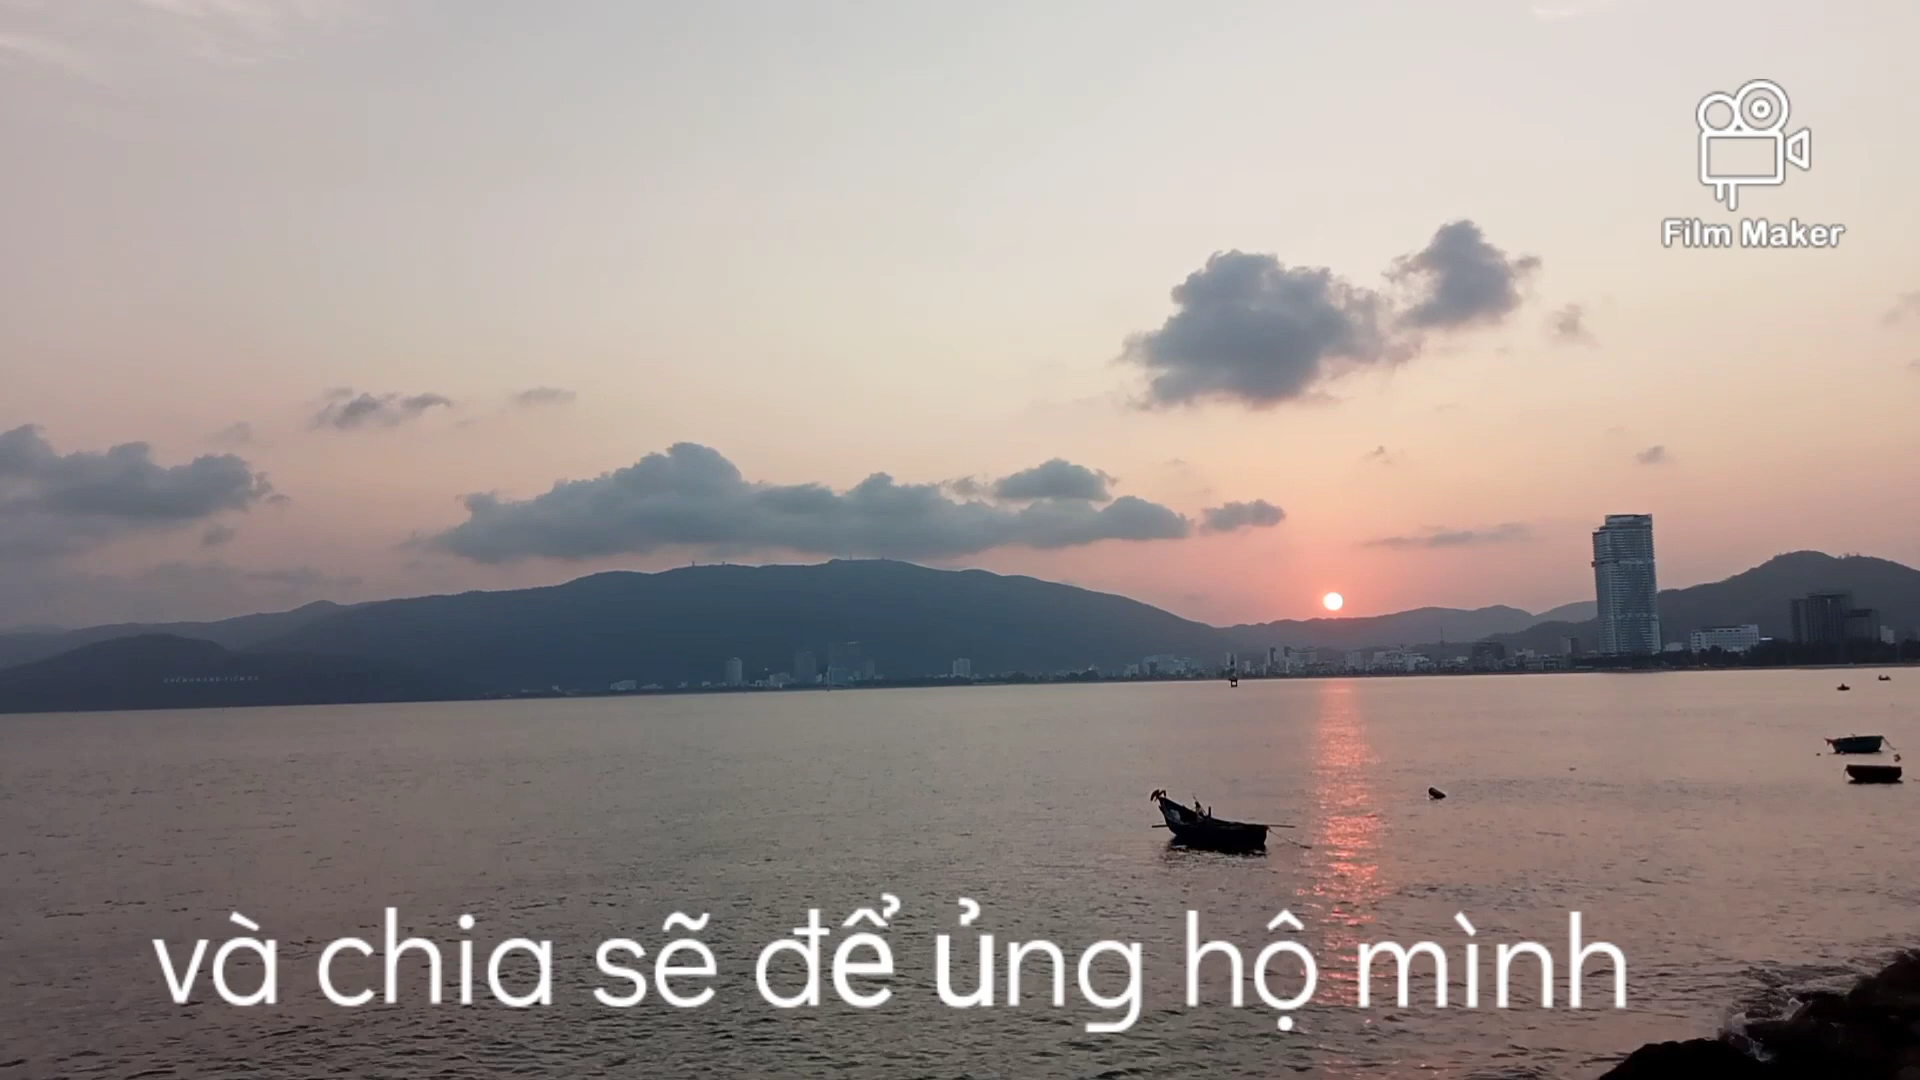 Film Maker
và chia sẽ để ủng hộ mình